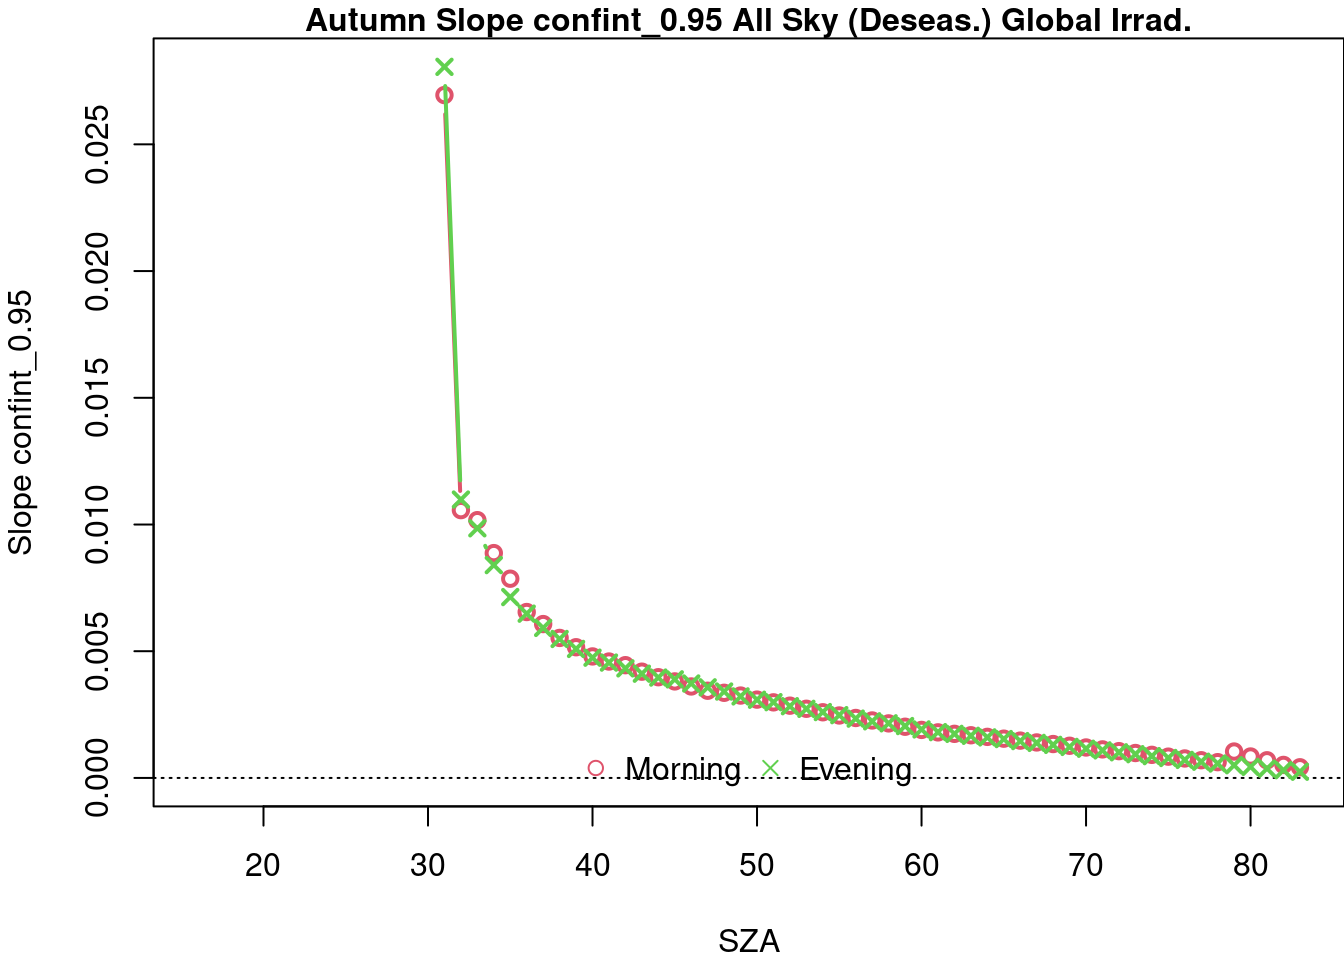 Autumn Slope confint_0.95 All Sky (Deseas.) Global Irrad.
Slope confint_0.95
0.025
0.020
0.015
0.010
0.005
0.000
Morning Evening
20 30 40 50 60 70 80
SZA